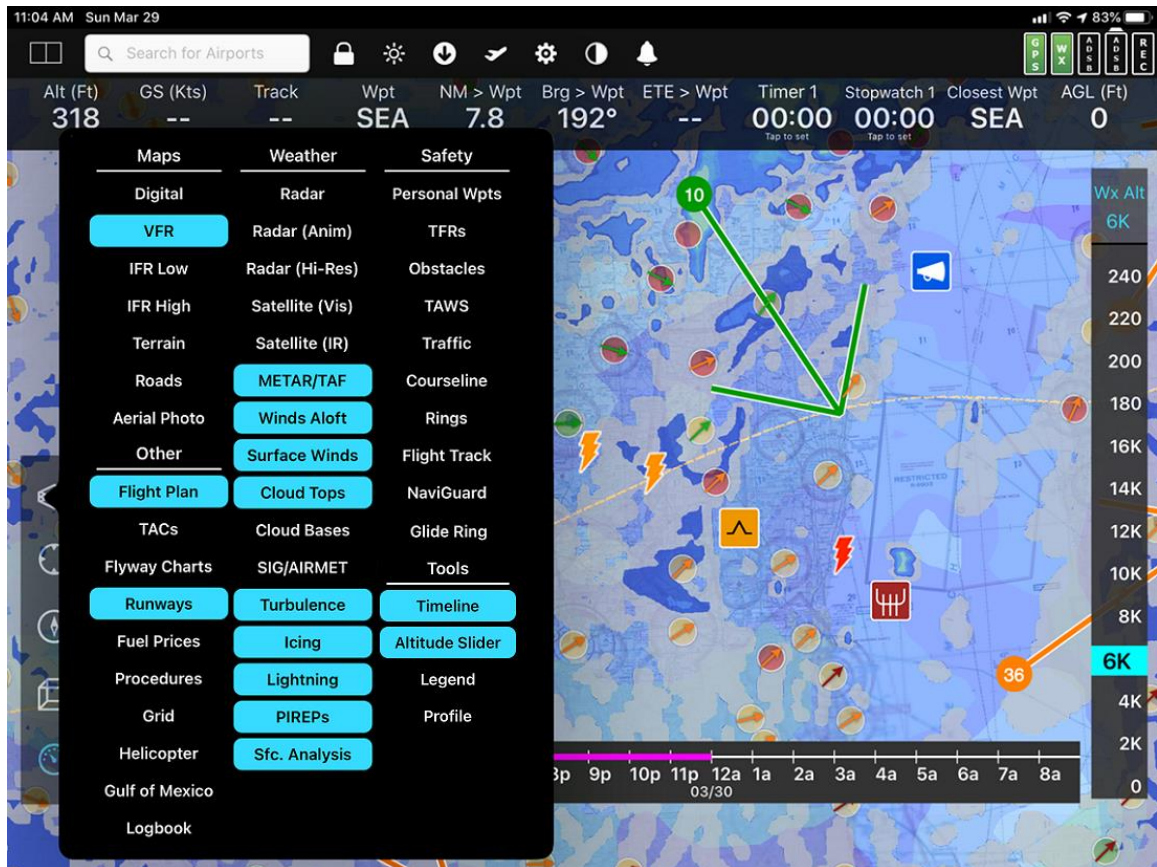 11:04 AM Sun Mar 29 83%
Search for Airports
GPS WX ADSB ADSB REC
Alt (Ft) GS (Kts) Track Wpt NM > Wpt Brg > Wpt ETE > Wpt Timer 1 Stopwatch 1 Closest Wpt AGL (Ft)
318 -- -- SEA 7.8 192° -- 00:00 00:00 SEA 0
Tap to set Tap to set
Maps
Digital
VFR
IFR Low
IFR High
Terrain
Roads
Aerial Photo
Other
Flight Plan
TACs
Flyway Charts
Runways
Fuel Prices
Procedures
Grid
Helicopter
Gulf of Mexico
Logbook
Weather
Radar
Radar (Anim)
Radar (Hi-Res)
Satellite (Vis)
Satellite (IR)
METAR/TAF
Winds Aloft
Surface Winds
Cloud Tops
Cloud Bases
SIG/AIRMET
Turbulence
Icing
Lightning
PIREPs
Sfc. Analysis
Safety
Personal Wpts
TFRs
Obstacles
TAWS
Traffic
Courseline
Rings
Flight Track
NaviGuard
Glide Ring
Tools
Timeline
Altitude Slider
Legend
Profile
10
RESTRICTED
36
Wx Alt
6K
240
220
200
180
16K
14K
12K
10K
8K
6K
4K
2K
0
9p 10p 11p 12a 1a 2a 3a 4a 5a 6a 7a 8a
03/30